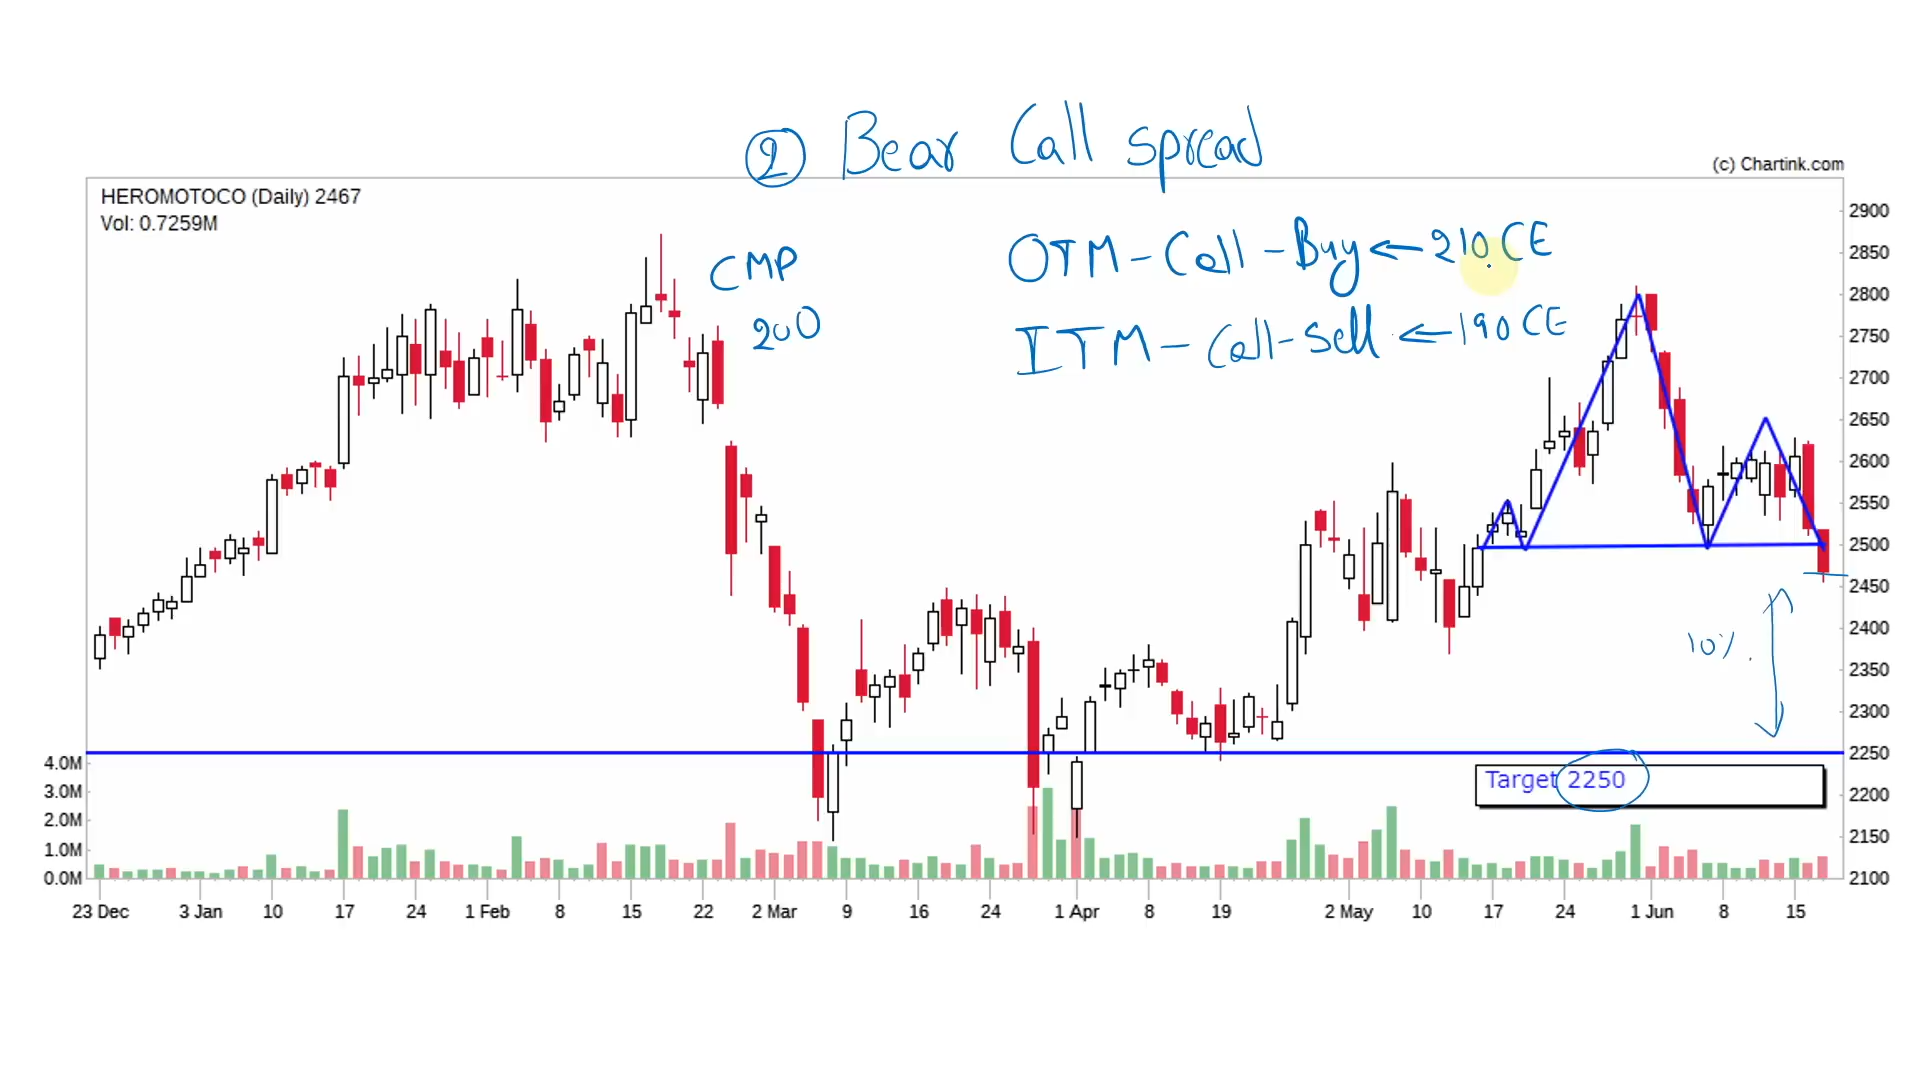 ② Bear Call spread
(c) Chartink.com
HEROMOTOCO (Daily) 2467
Vol: 0.7259M
CMP
200
OTM - Call - Buy ← 210 CE
ITM - Call - Sell ← 190 CE
2900
2850
2800
2750
2700
2650
2600
2550
2500
2450
2400
2350
2300
2250
2200
2150
2100
10%
Target 2250
4.0M
3.0M
2.0M
1.0M
0.0M
23 Dec 3 Jan 10 17 24 1 Feb 8 15 22 2 Mar 9 16 24 1 Apr 8 19 2 May 10 17 24 1 Jun 8 15